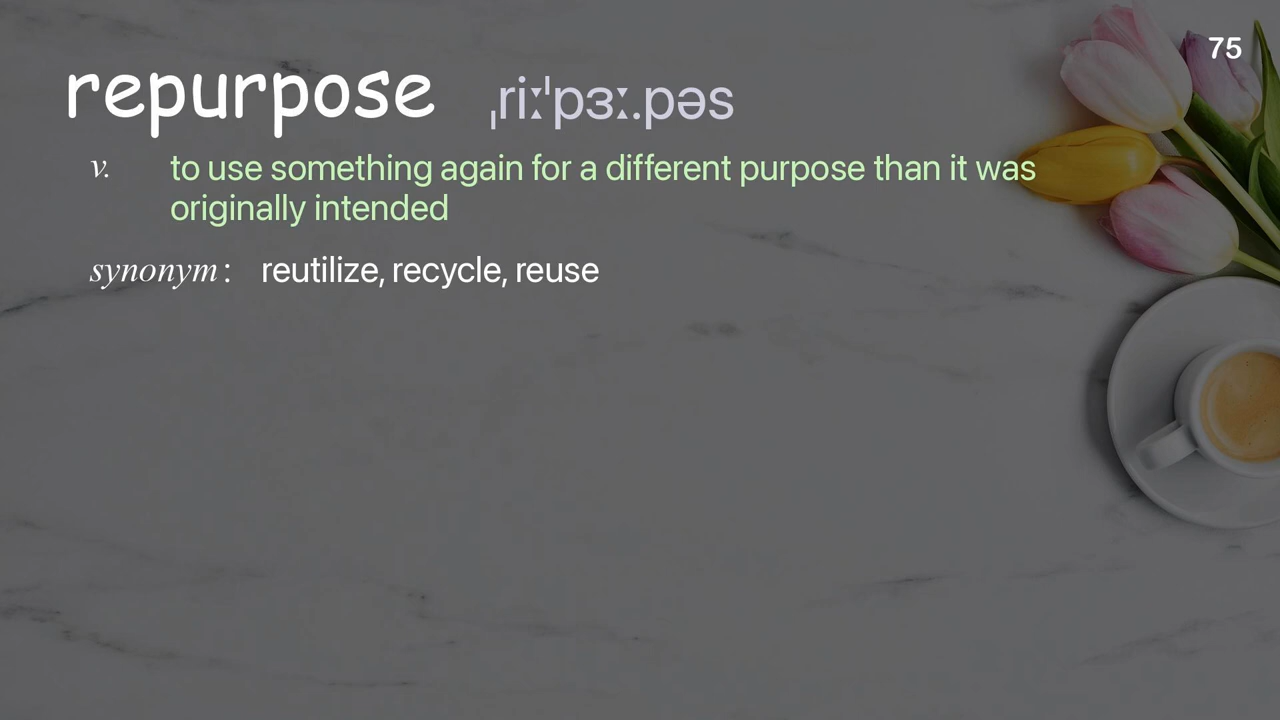 75
repurpose ˌriːˈpɜː.pəs
v. to use something again for a different purpose than it was
originally intended
synonym : reutilize, recycle, reuse